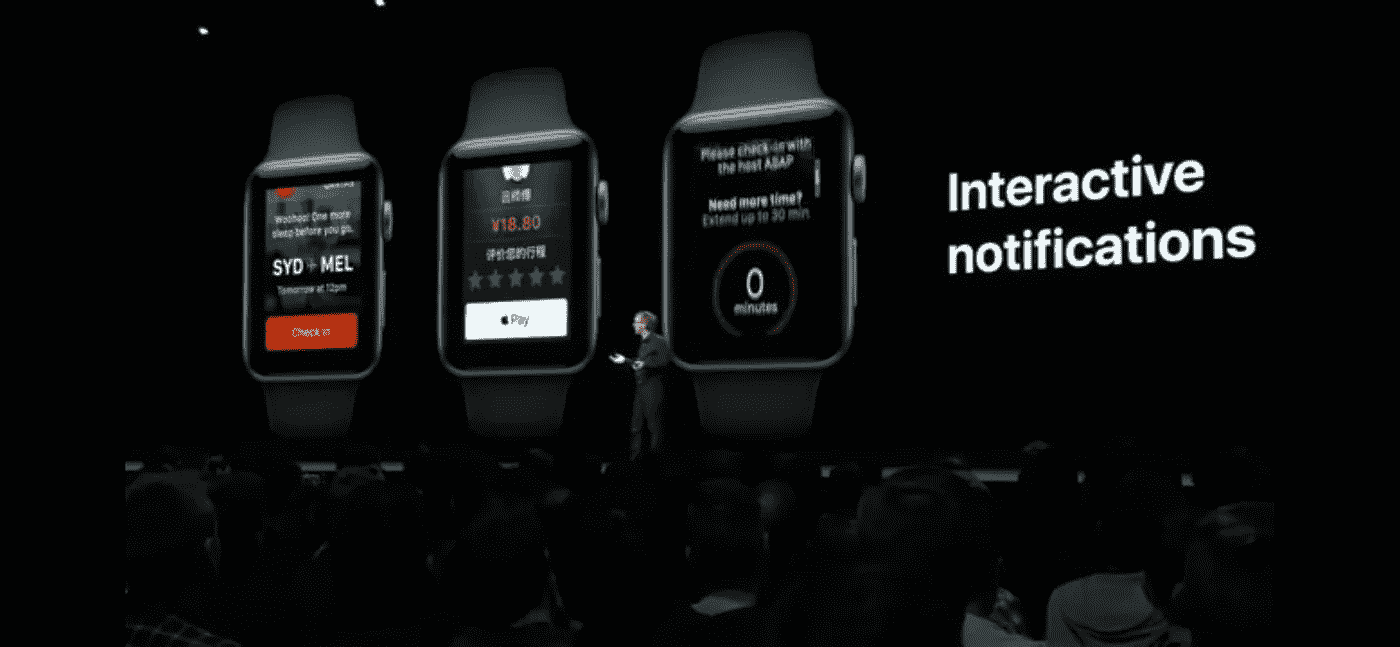 Woohoo! One more
sleep before you go.
SYD + MEL
Tomorrow at 12pm
Check in
¥18.80
评价您的行程
Pay
Please check-in with
the host ASAP
Need more time?
Extend up to 30 min
0
minutes
Interactive
notifications